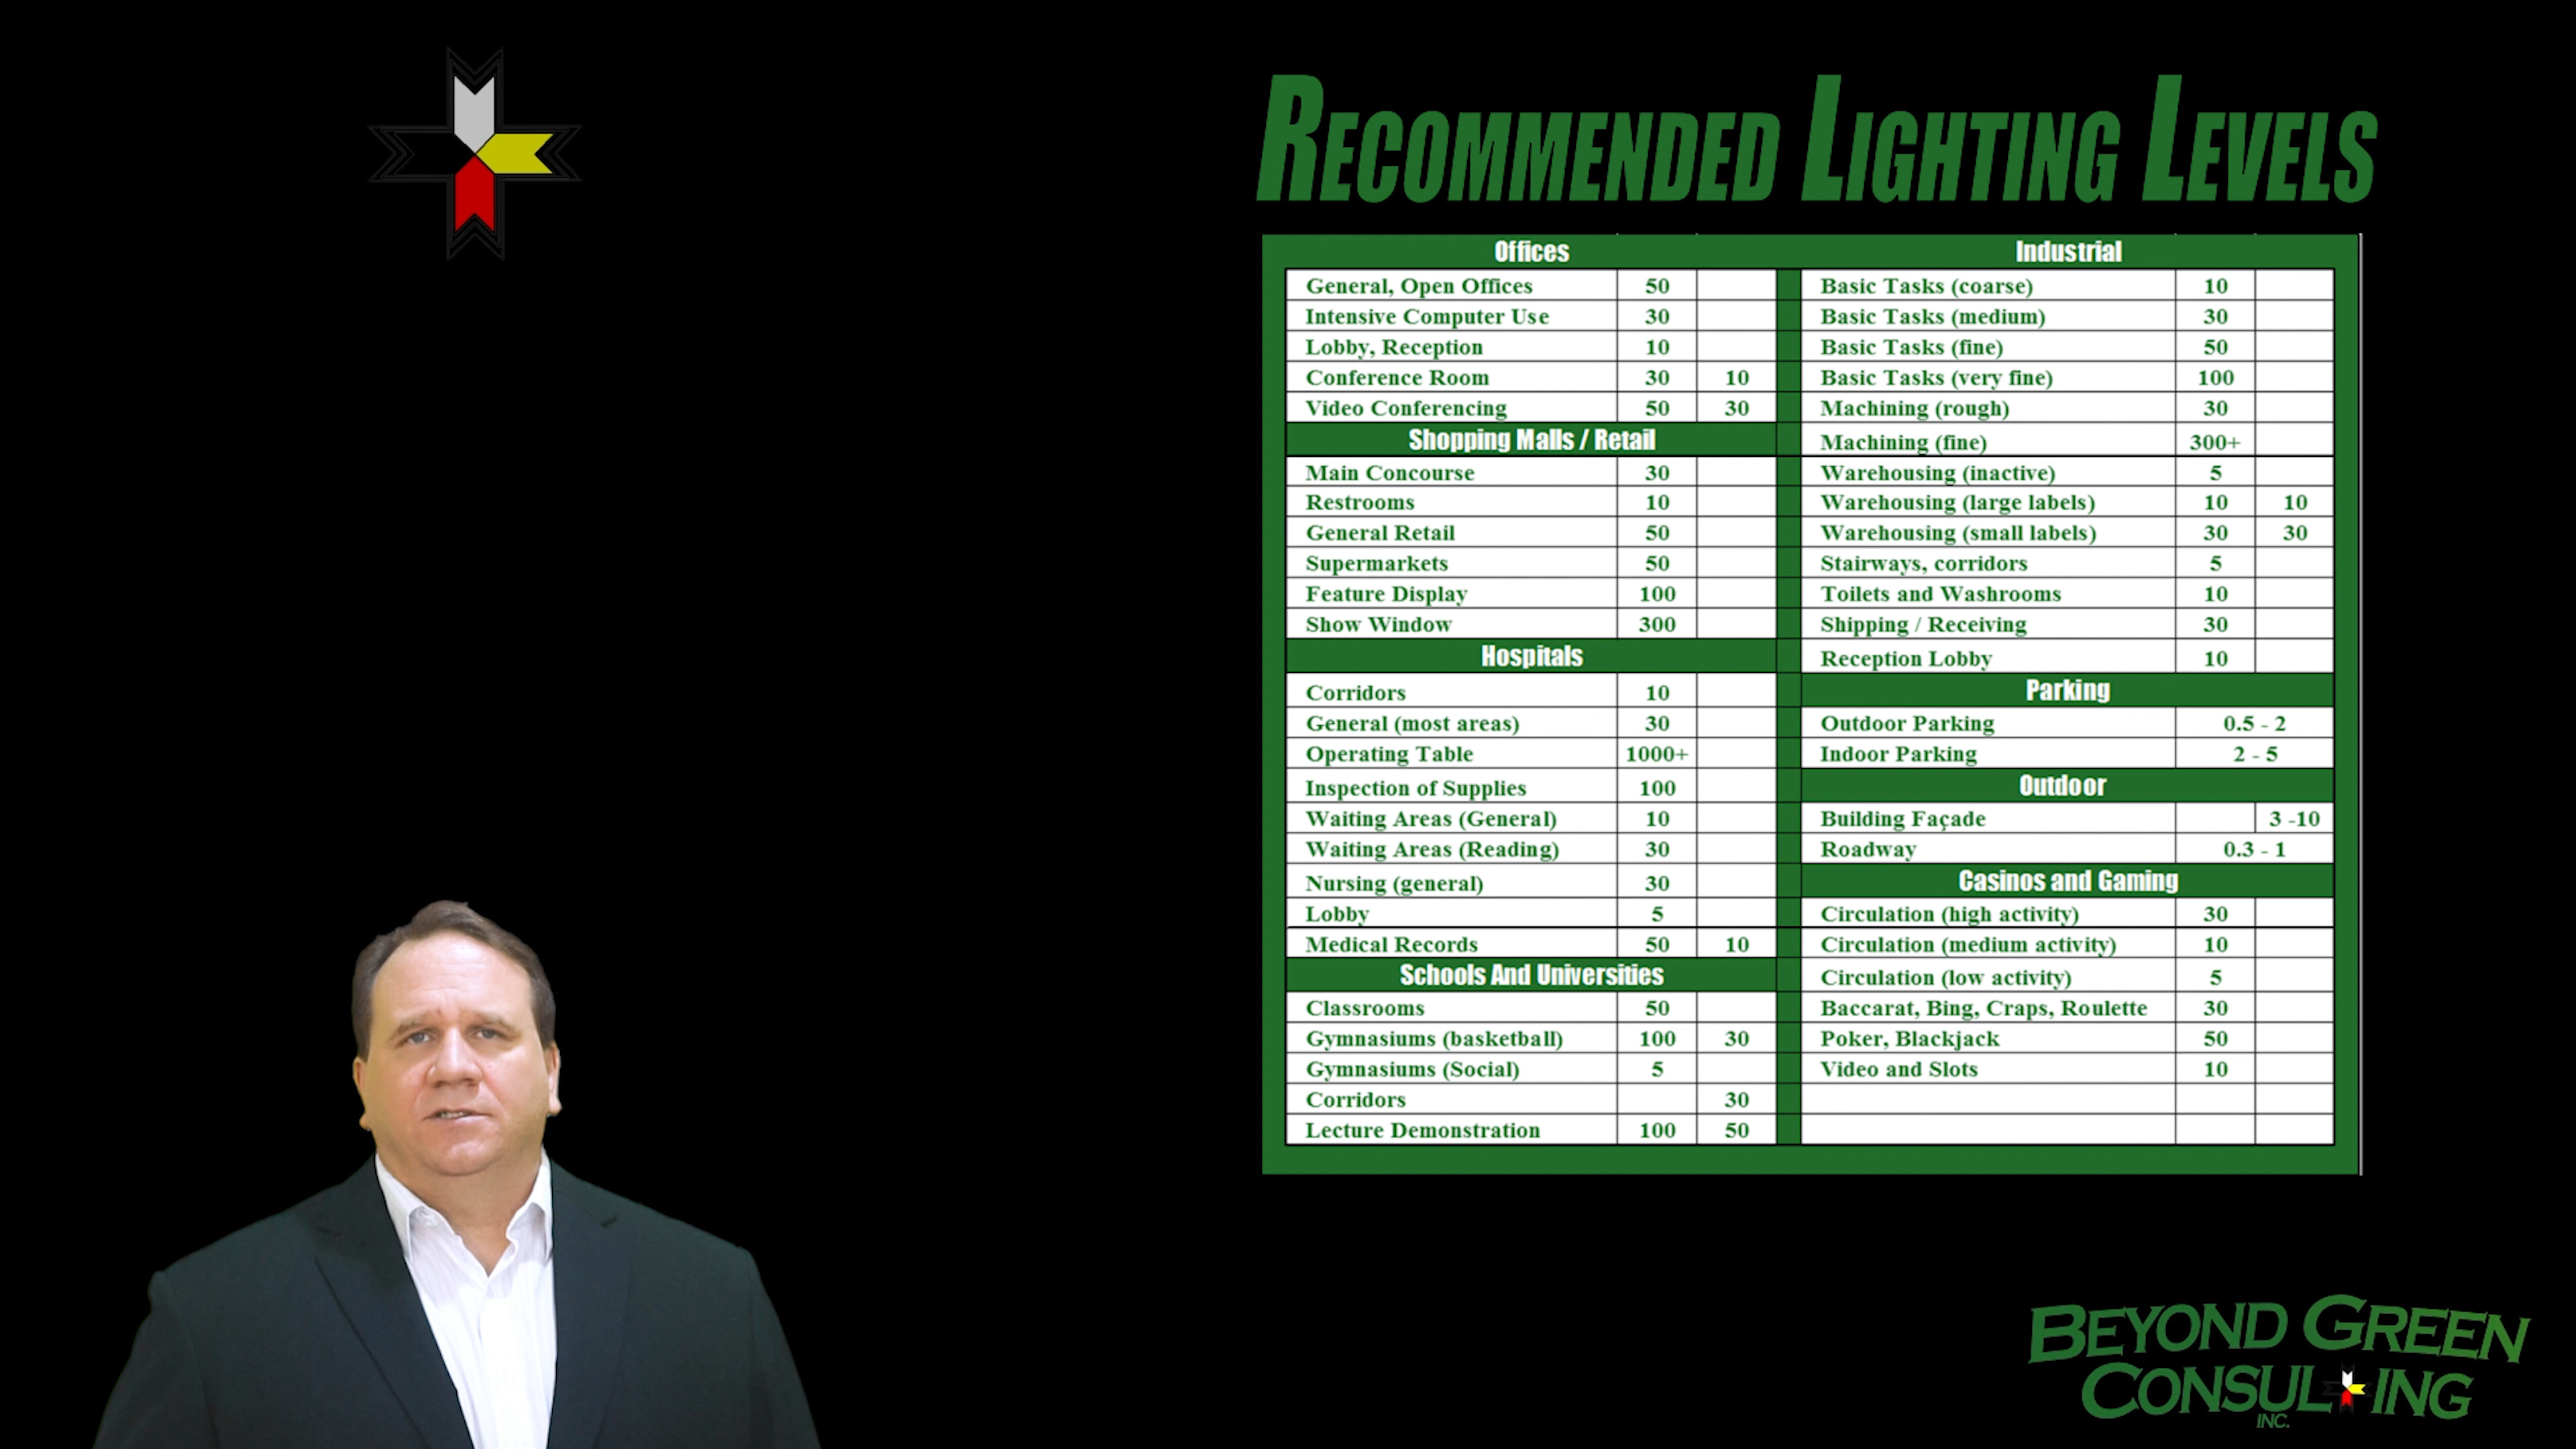 RECOMMENDED LIGHTING LEVELS
Offices
General, Open Offices 50
Intensive Computer Use 30
Lobby, Reception 10
Conference Room 30 10
Video Conferencing 50 30
Shopping Malls / Retail
Main Concourse 30
Restrooms 10
General Retail 50
Supermarkets 50
Feature Display 100
Show Window 300
Hospitals
Corridors 10
General (most areas) 30
Operating Table 1000+
Inspection of Supplies 100
Waiting Areas (General) 10
Waiting Areas (Reading) 30
Nursing (general) 30
Lobby 5
Medical Records 50 10
Schools And Universities
Classrooms 50
Gymnasiums (basketball) 100 30
Gymnasiums (Social) 5
Corridors 30
Lecture Demonstration 100 50
Industrial
Basic Tasks (coarse) 10
Basic Tasks (medium) 30
Basic Tasks (fine) 50
Basic Tasks (very fine) 100
Machining (rough) 30
Machining (fine) 300+
Warehousing (inactive) 5
Warehousing (large labels) 10 10
Warehousing (small labels) 30 30
Stairways, corridors 5
Toilets and Washrooms 10
Shipping / Receiving 30
Reception Lobby 10
Parking
Outdoor Parking 0.5 - 2
Indoor Parking 2 - 5
Outdoor
Building Façade 3 -10
Roadway 0.3 - 1
Casinos and Gaming
Circulation (high activity) 30
Circulation (medium activity) 10
Circulation (low activity) 5
Baccarat, Bing, Craps, Roulette 30
Poker, Blackjack 50
Video and Slots 10
BEYOND GREEN
CONSULTING
INC.